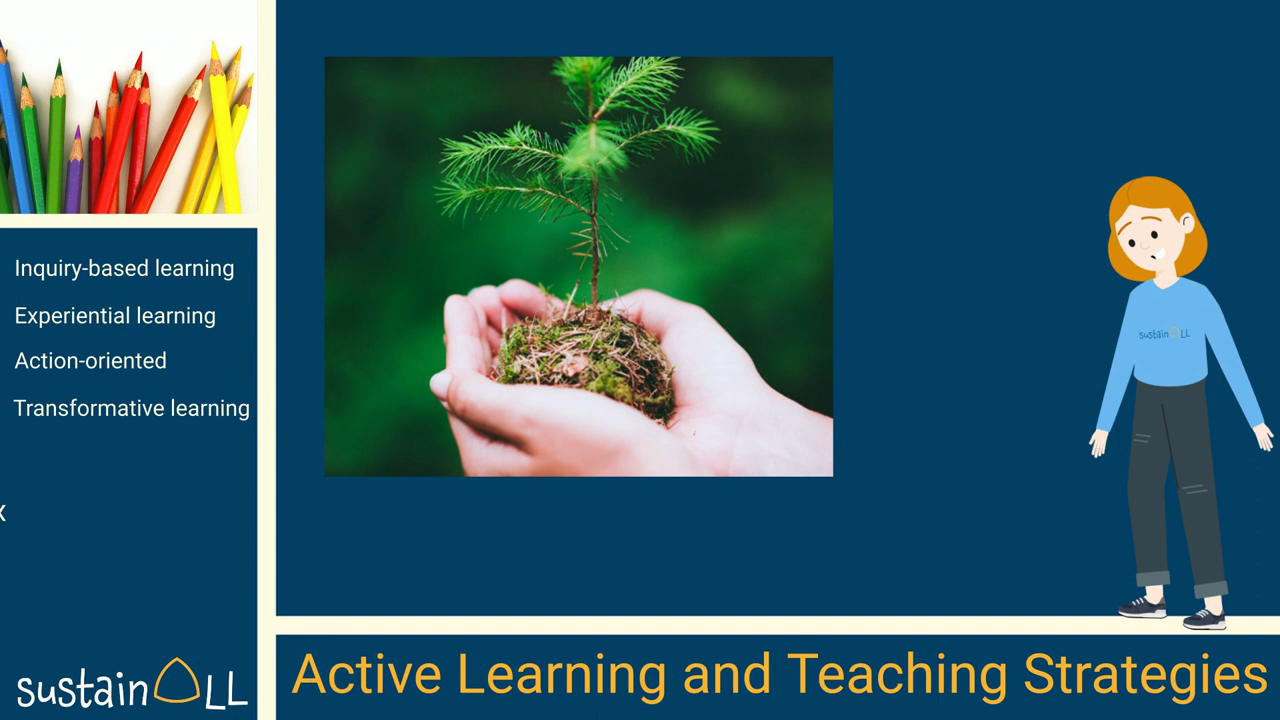 Inquiry-based learning
Experiential learning
Action-oriented
Transformative learning
x
sustainALL
sustainALL
Active Learning and Teaching Strategies